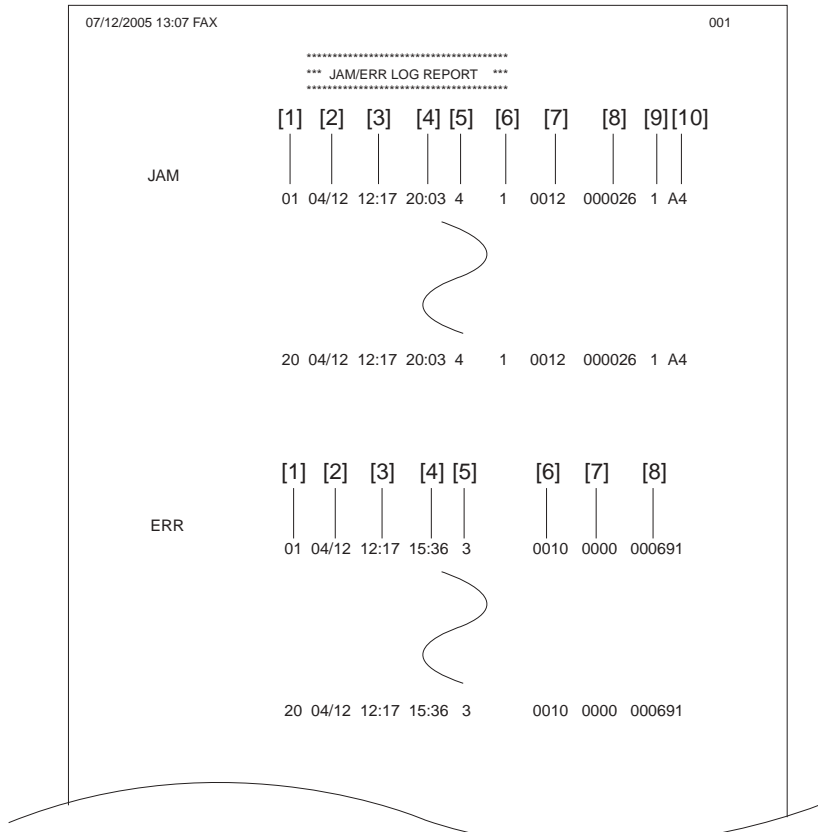 07/12/2005 13:07 FAX 001
***************************************
*** JAM/ERR LOG REPORT ***
***************************************
[1] [2] [3] [4] [5] [6] [7] [8] [9] [10]
JAM
01 04/12 12:17 20:03 4 1 0012 000026 1 A4
20 04/12 12:17 20:03 4 1 0012 000026 1 A4
[1] [2] [3] [4] [5] [6] [7] [8]
ERR
01 04/12 12:17 15:36 3 0010 0000 000691
20 04/12 12:17 15:36 3 0010 0000 000691